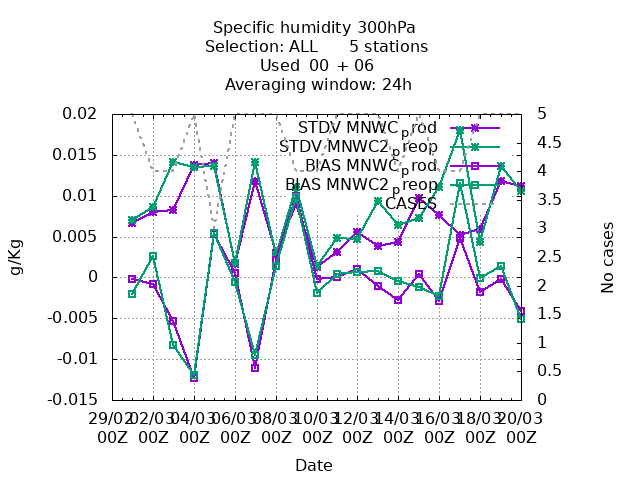 Specific humidity 300hPa
Selection: ALL      5 stations
Used  00  + 06
Averaging window: 24h
STDV MNWC_prod
STDV MNWC2_preop
BIAS MNWC_prod
BIAS MNWC2_preop
CASES
g/Kg
0.02
0.015
0.01
0.005
0
-0.005
-0.01
-0.015
No cases
5
4.5
4
3.5
3
2.5
2
1.5
1
0.5
0
29/02 02/03 04/03 06/03 08/03 10/03 12/03 14/03 16/03 18/03 20/03
00Z 00Z 00Z 00Z 00Z 00Z 00Z 00Z 00Z 00Z 00Z
Date